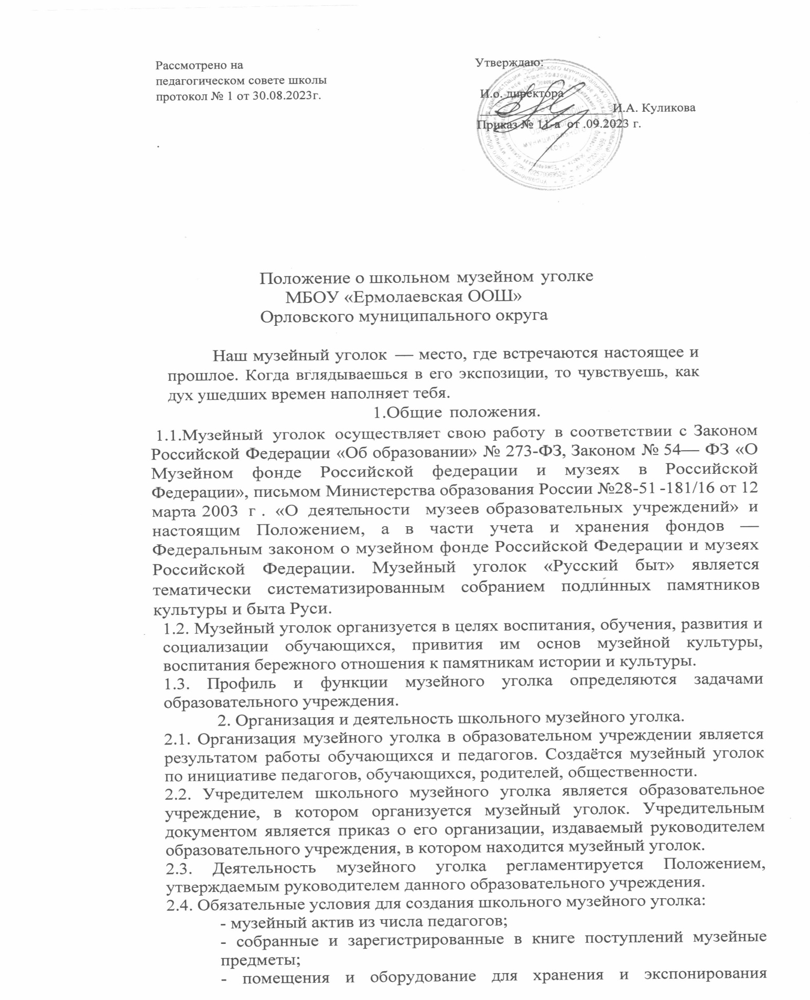 Рассмотрено на
педагогическом совете школы
протокол № 1 от 30.08.2023г.
.
Утверждаю:
И.о. директора
И.А. Куликова
Приказ № 11-а от .09.2023 г.
муниципального
округа
Положение о школьном музейном уголке
МБОУ «Ермолаевская ООШ»
Орловского муниципального округа
Наш музейный уголок — место, где встречаются настоящее и
прошлое. Когда вглядываешься в его экспозиции, то чувствуешь, как
дух ушедших времен наполняет тебя.
1.Общие положения.
1.1.Музейный уголок осуществляет свою работу в соответствии с Законом
Российской Федерации «Об образовании» № 273-ФЗ, Законом № 54— ФЗ «О
Музейном фонде Российской федерации и музеях в Российской
Федерации», письмом Министерства образования России №28-51 -181/16 от 12
марта 2003 г . «О деятельности музеев образовательных учреждений» и
настоящим Положением, а в части учета и хранения фондов —
Федеральным законом о музейном фонде Российской Федерации и музеях
Российской Федерации. Музейный уголок «Русский быт» является
тематически систематизированным собранием подлинных памятников
культуры и быта Руси.
1.2. Музейный уголок организуется в целях воспитания, обучения, развития и
социализации обучающихся, привития им основ музейной культуры,
воспитания бережного отношения к памятникам истории и культуры.
1.3. Профиль и функции музейного уголка определяются задачами
образовательного учреждения.
2. Организация и деятельность школьного музейного уголка.
2.1. Организация музейного уголка в образовательном учреждении является
результатом работы обучающихся и педагогов. Создаётся музейный уголок
по инициативе педагогов, обучающихся, родителей, общественности.
2.2. Учредителем школьного музейного уголка является образовательное
учреждение, в котором организуется музейный уголок. Учредительным
документом является приказ о его организации, издаваемый руководителем
образовательного учреждения, в котором находится музейный уголок.
2.3. Деятельность музейного уголка регламентируется Положением,
утверждаемым руководителем данного образовательного учреждения.
2.4. Обязательные условия для создания школьного музейного уголка:
- музейный актив из числа педагогов;
- собранные и зарегистрированные в книге поступлений музейные
предметы;
- помещения и оборудование для хранения и экспонирования